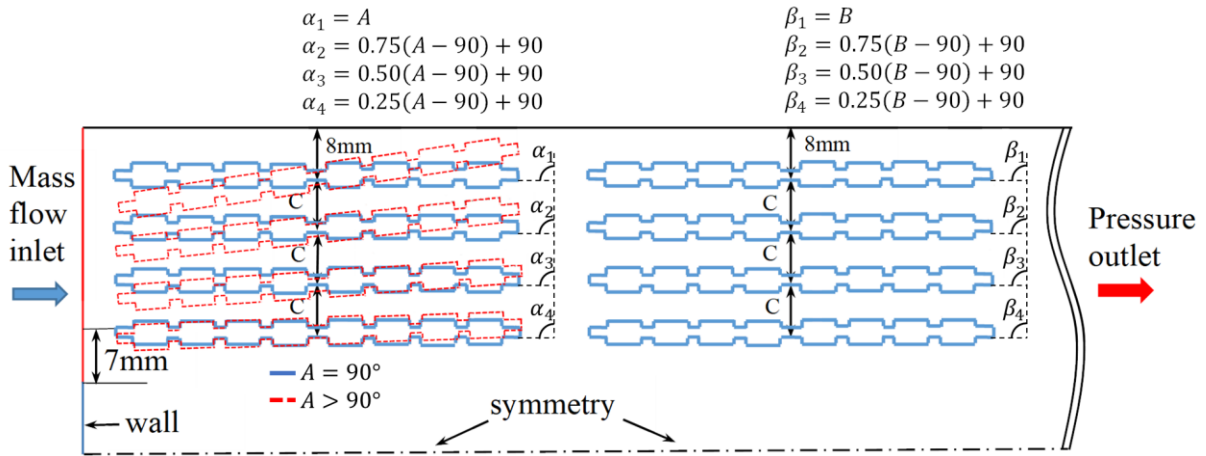 α₁ = A
α₂ = 0.75(A − 90) + 90
α₃ = 0.50(A − 90) + 90
α₄ = 0.25(A − 90) + 90
β₁ = B
β₂ = 0.75(B − 90) + 90
β₃ = 0.50(B − 90) + 90
β₄ = 0.25(B − 90) + 90
Mass
flow
inlet
8mm
C
C
C
α₁
α₂
α₃
α₄
8mm
C
C
C
β₁
β₂
β₃
β₄
Pressure
outlet
7mm
A = 90°
A > 90°
wall
symmetry